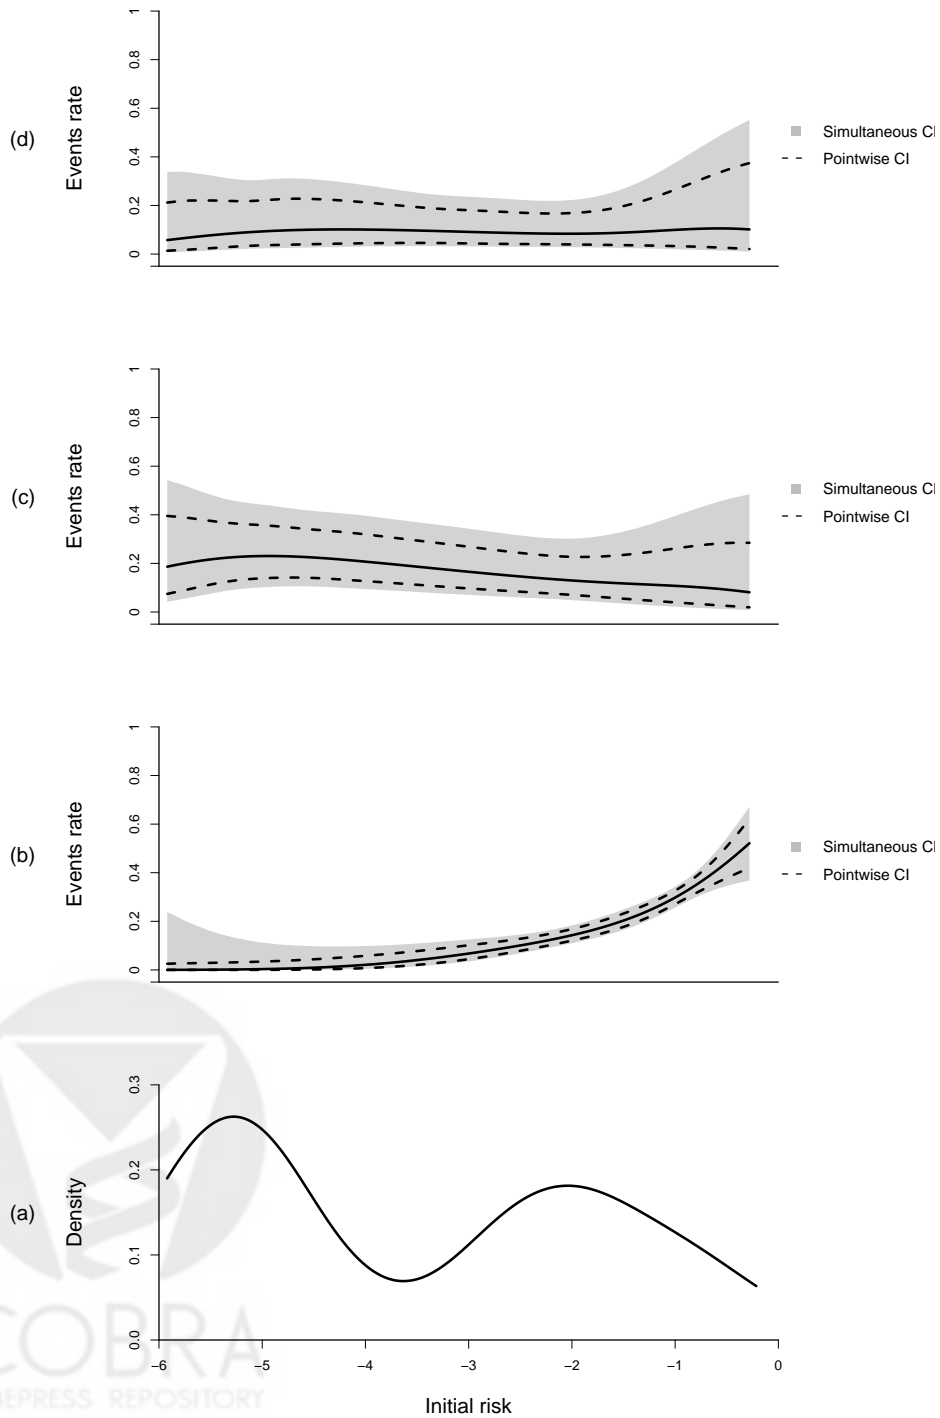 (d)
Events rate
0
0.2
0.4
0.6
0.8
1
Simultaneous CI
Pointwise CI
(c)
Events rate
0
0.2
0.4
0.6
0.8
1
Simultaneous CI
Pointwise CI
(b)
Events rate
0
0.2
0.4
0.6
0.8
1
Simultaneous CI
Pointwise CI
(a)
Density
0.0
0.1
0.2
0.3
−6
−5
−4
−3
−2
−1
0
Initial risk
COBRA
BEPRESS REPOSITORY